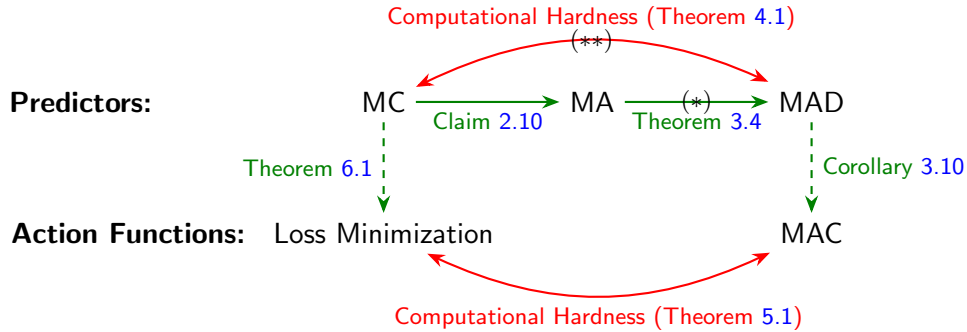 Computational Hardness (Theorem 4.1)
(**)
Predictors: MC MA (*) MAD
Claim 2.10 Theorem 3.4
Theorem 6.1 Corollary 3.10
Action Functions: Loss Minimization MAC
Computational Hardness (Theorem 5.1)